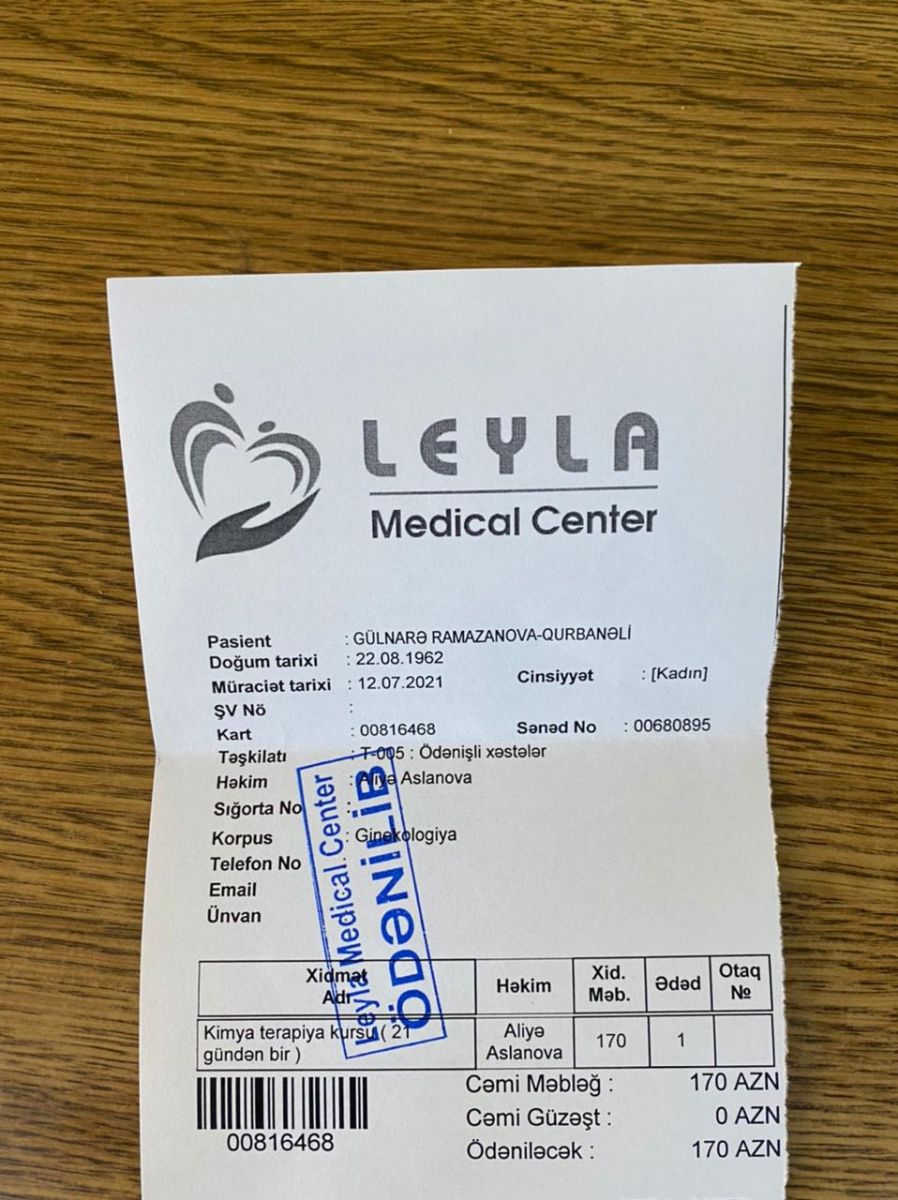 LEYLA
Medical Center
Pasient : GÜLNARƏ RAMAZANOVA-QURBANƏLİ
Doğum tarixi : 22.08.1962
Müraciət tarixi : 12.07.2021 Cinsiyyət : [Kadın]
ŞV Nö :
Kart : 00816468 Sənəd No : 00680895
Təşkilatı : T-005 : Ödənişli xəstələr
Həkim : Aliyə Aslanova
Sığorta No :
Korpus : Ginekologiya
Telefon No
Email
Ünvan
Leyla Medical Center
ÖDƏNİLİB
Xidmət Həkim Xid. Ədəd Otaq
Adı Məb. №
Kimya terapiya kursu ( 21 Aliyə 170 1
gündən bir ) Aslanova
00816468
Cəmi Məbləğ : 170 AZN
Cəmi Güzəşt : 0 AZN
Ödəniləcək : 170 AZN